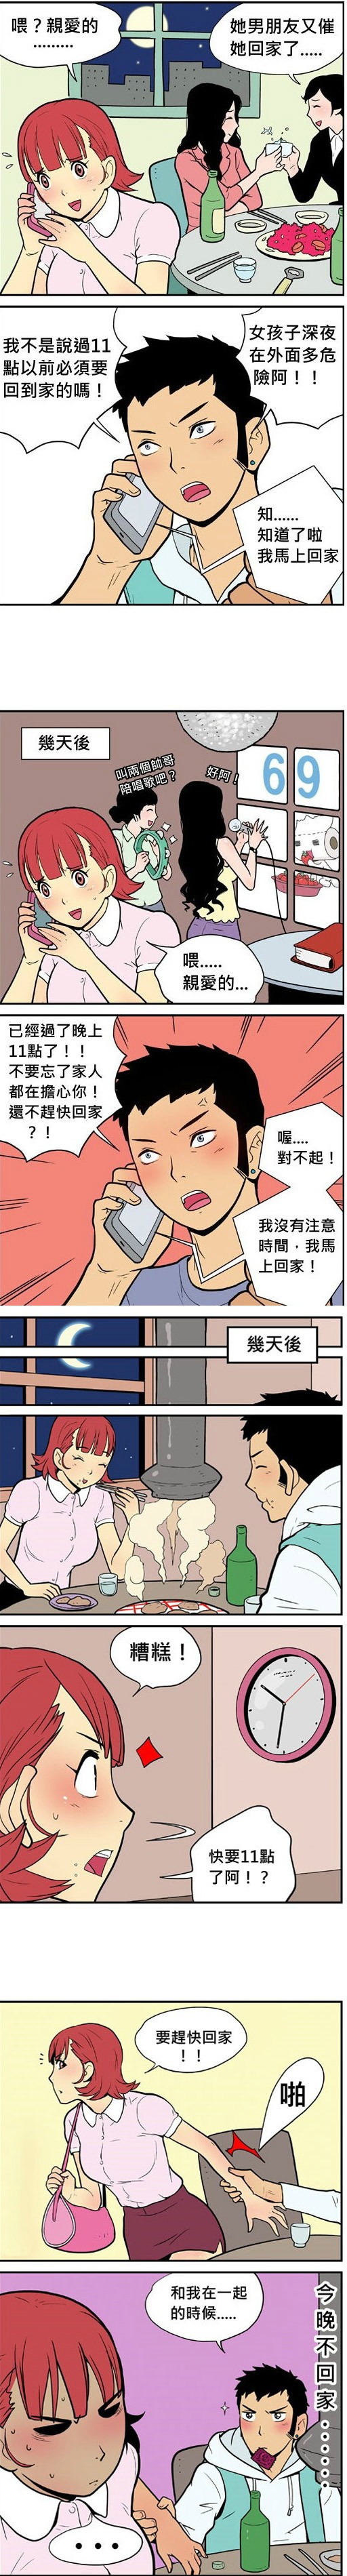 喂？親愛的
.........
她男朋友又催
她回家了.....
我不是說過11
點以前必須要
回到家的嗎！
女孩子深夜
在外面多危
險阿！！
知......
知道了啦
我馬上回家
幾天後
叫兩個帥哥
陪唱歌吧？
好阿！
69
喂.....
親愛的...
已經過了晚上
11點了！！
不要忘了家人
都在擔心你！
還不趕快回家
？！
喔....
對不起！
我沒有注意
時間，我馬
上回家！
幾天後
糟糕！
快要11點
了阿！？
要趕快回家
！！
啪
和我在一起
的時候.....
今晚不回家......
...